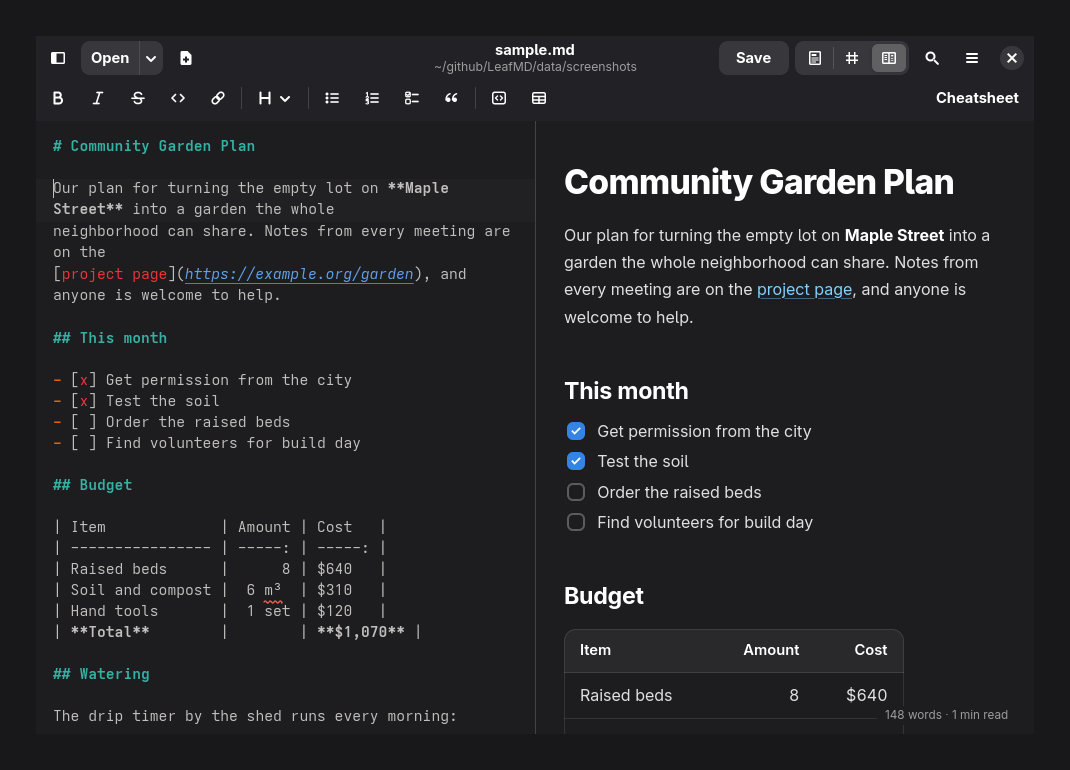 Open
sample.md
~/github/LeafMD/data/screenshots
Save
B I S H
Cheatsheet
# Community Garden Plan
Our plan for turning the empty lot on **Maple
Street** into a garden the whole
neighborhood can share. Notes from every meeting are
on the
[project page](https://example.org/garden), and
anyone is welcome to help.
## This month
- [x] Get permission from the city
- [x] Test the soil
- [ ] Order the raised beds
- [ ] Find volunteers for build day
## Budget
| Item             | Amount | Cost   |
| ---------------- | -----: | -----: |
| Raised beds      |      8 | $640   |
| Soil and compost |  6 m³  | $310   |
| Hand tools       |  1 set | $120   |
| **Total**        |        | **$1,070** |
## Watering
The drip timer by the shed runs every morning:
Community Garden Plan
Our plan for turning the empty lot on Maple Street into a
garden the whole neighborhood can share. Notes from
every meeting are on the project page, and anyone is
welcome to help.
This month
Get permission from the city
Test the soil
Order the raised beds
Find volunteers for build day
Budget
Item Amount Cost
Raised beds 8 $640
148 words · 1 min read